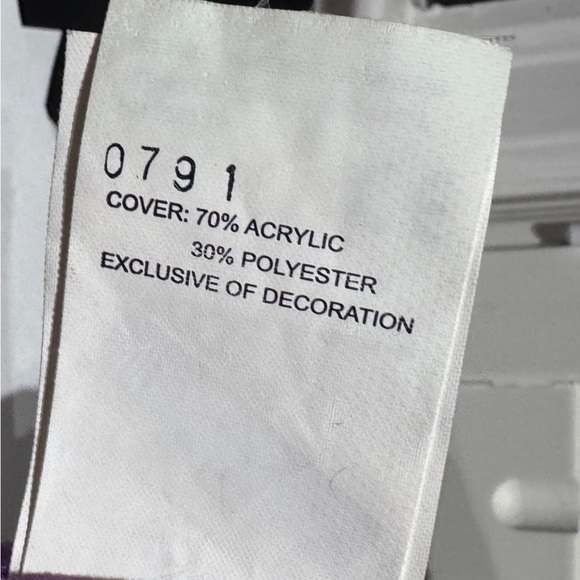 0791
COVER: 70% ACRYLIC
30% POLYESTER
EXCLUSIVE OF DECORATION